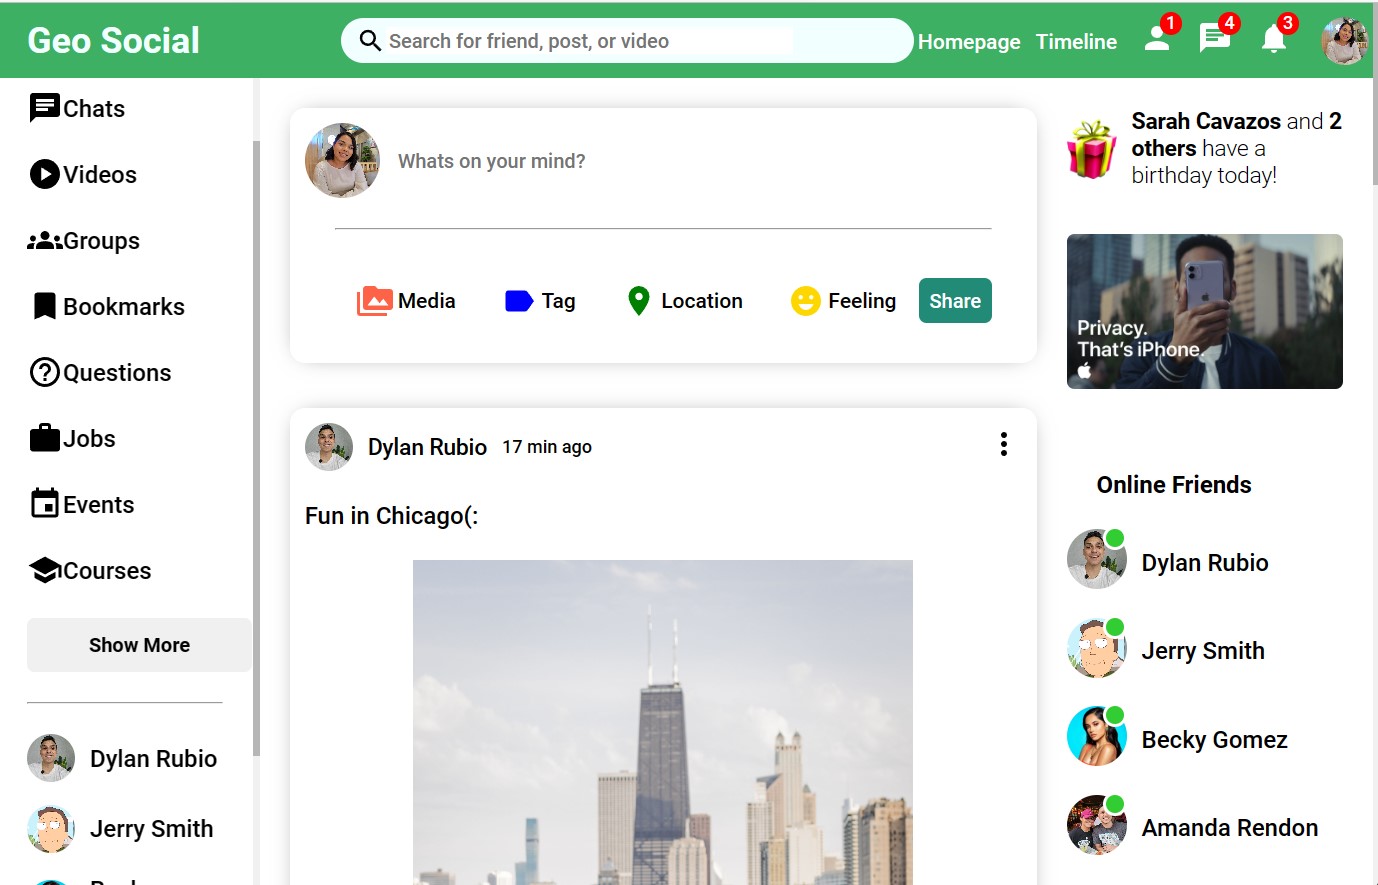 Geo Social
Search for friend, post, or video
Homepage
Timeline
1
4
3
Chats
Videos
Groups
Bookmarks
Questions
Jobs
Events
Courses
Show More
Dylan Rubio
Jerry Smith
Whats on your mind?
Media
Tag
Location
Feeling
Share
Dylan Rubio 17 min ago
Fun in Chicago(:
Sarah Cavazos and 2
others have a
birthday today!
Privacy.
That's iPhone.
Online Friends
Dylan Rubio
Jerry Smith
Becky Gomez
Amanda Rendon